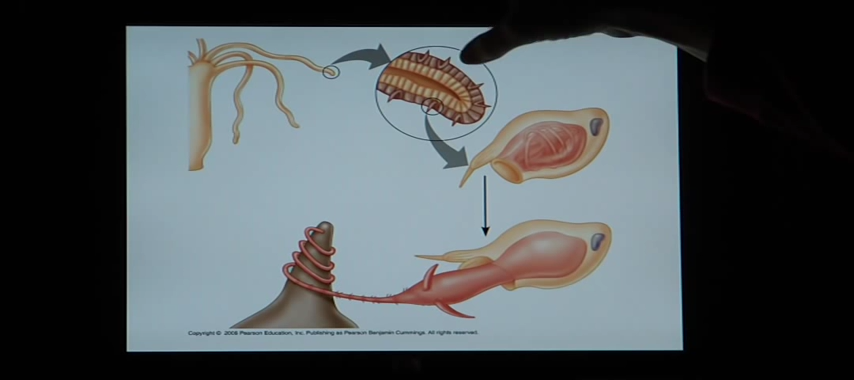 Copyright © 2008 Pearson Education, Inc. Publishing as Pearson Benjamin Cummings. All rights reserved.